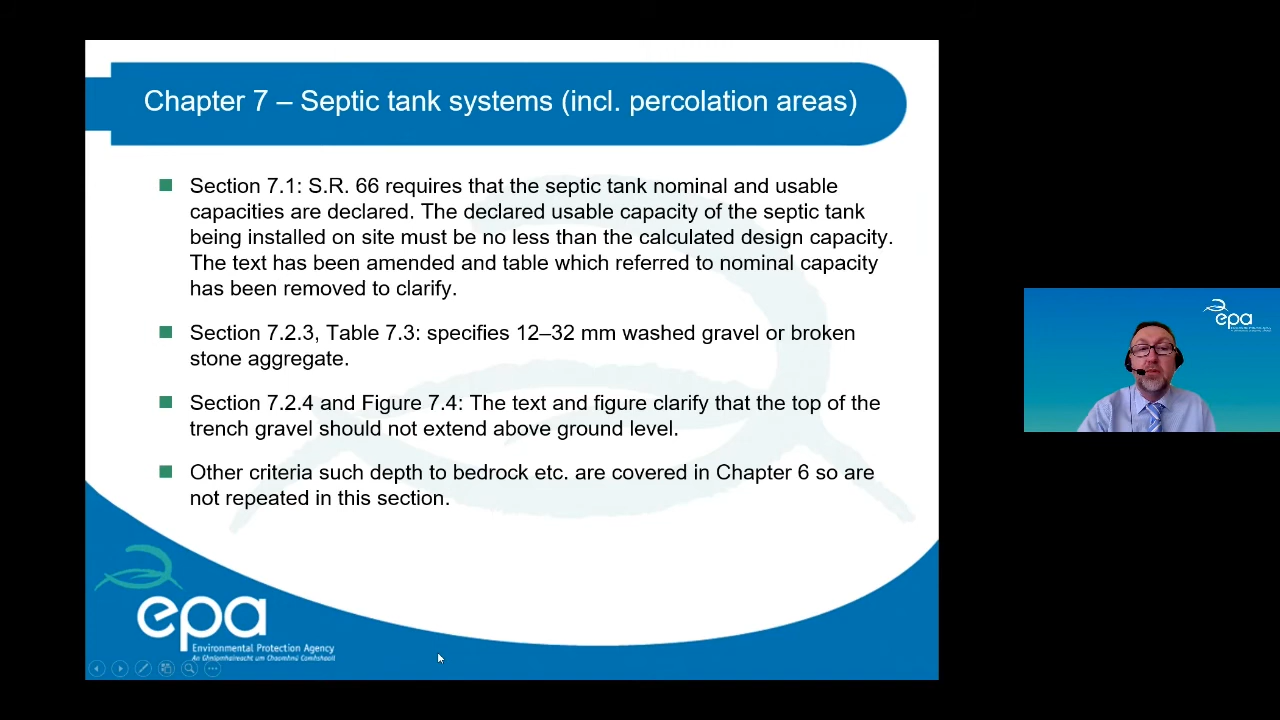 Chapter 7 – Septic tank systems (incl. percolation areas)
Section 7.1: S.R. 66 requires that the septic tank nominal and usable
capacities are declared. The declared usable capacity of the septic tank
being installed on site must be no less than the calculated design capacity.
The text has been amended and table which referred to nominal capacity
has been removed to clarify.
Section 7.2.3, Table 7.3: specifies 12–32 mm washed gravel or broken
stone aggregate.
Section 7.2.4 and Figure 7.4: The text and figure clarify that the top of the
trench gravel should not extend above ground level.
Other criteria such depth to bedrock etc. are covered in Chapter 6 so are
not repeated in this section.
epa
Environmental Protection Agency
An Ghníomhaireacht um Chaomhnú Comhshaoil
epa